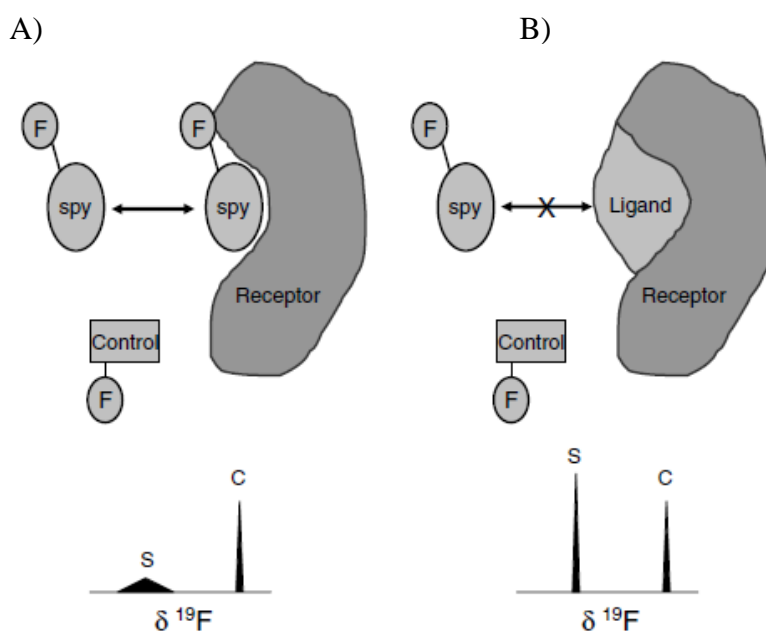 A)
F
F
spy
spy
Receptor
Control
F
S
C
δ ¹⁹F
B)
F
spy
X
Ligand
Receptor
Control
F
S
C
δ ¹⁹F